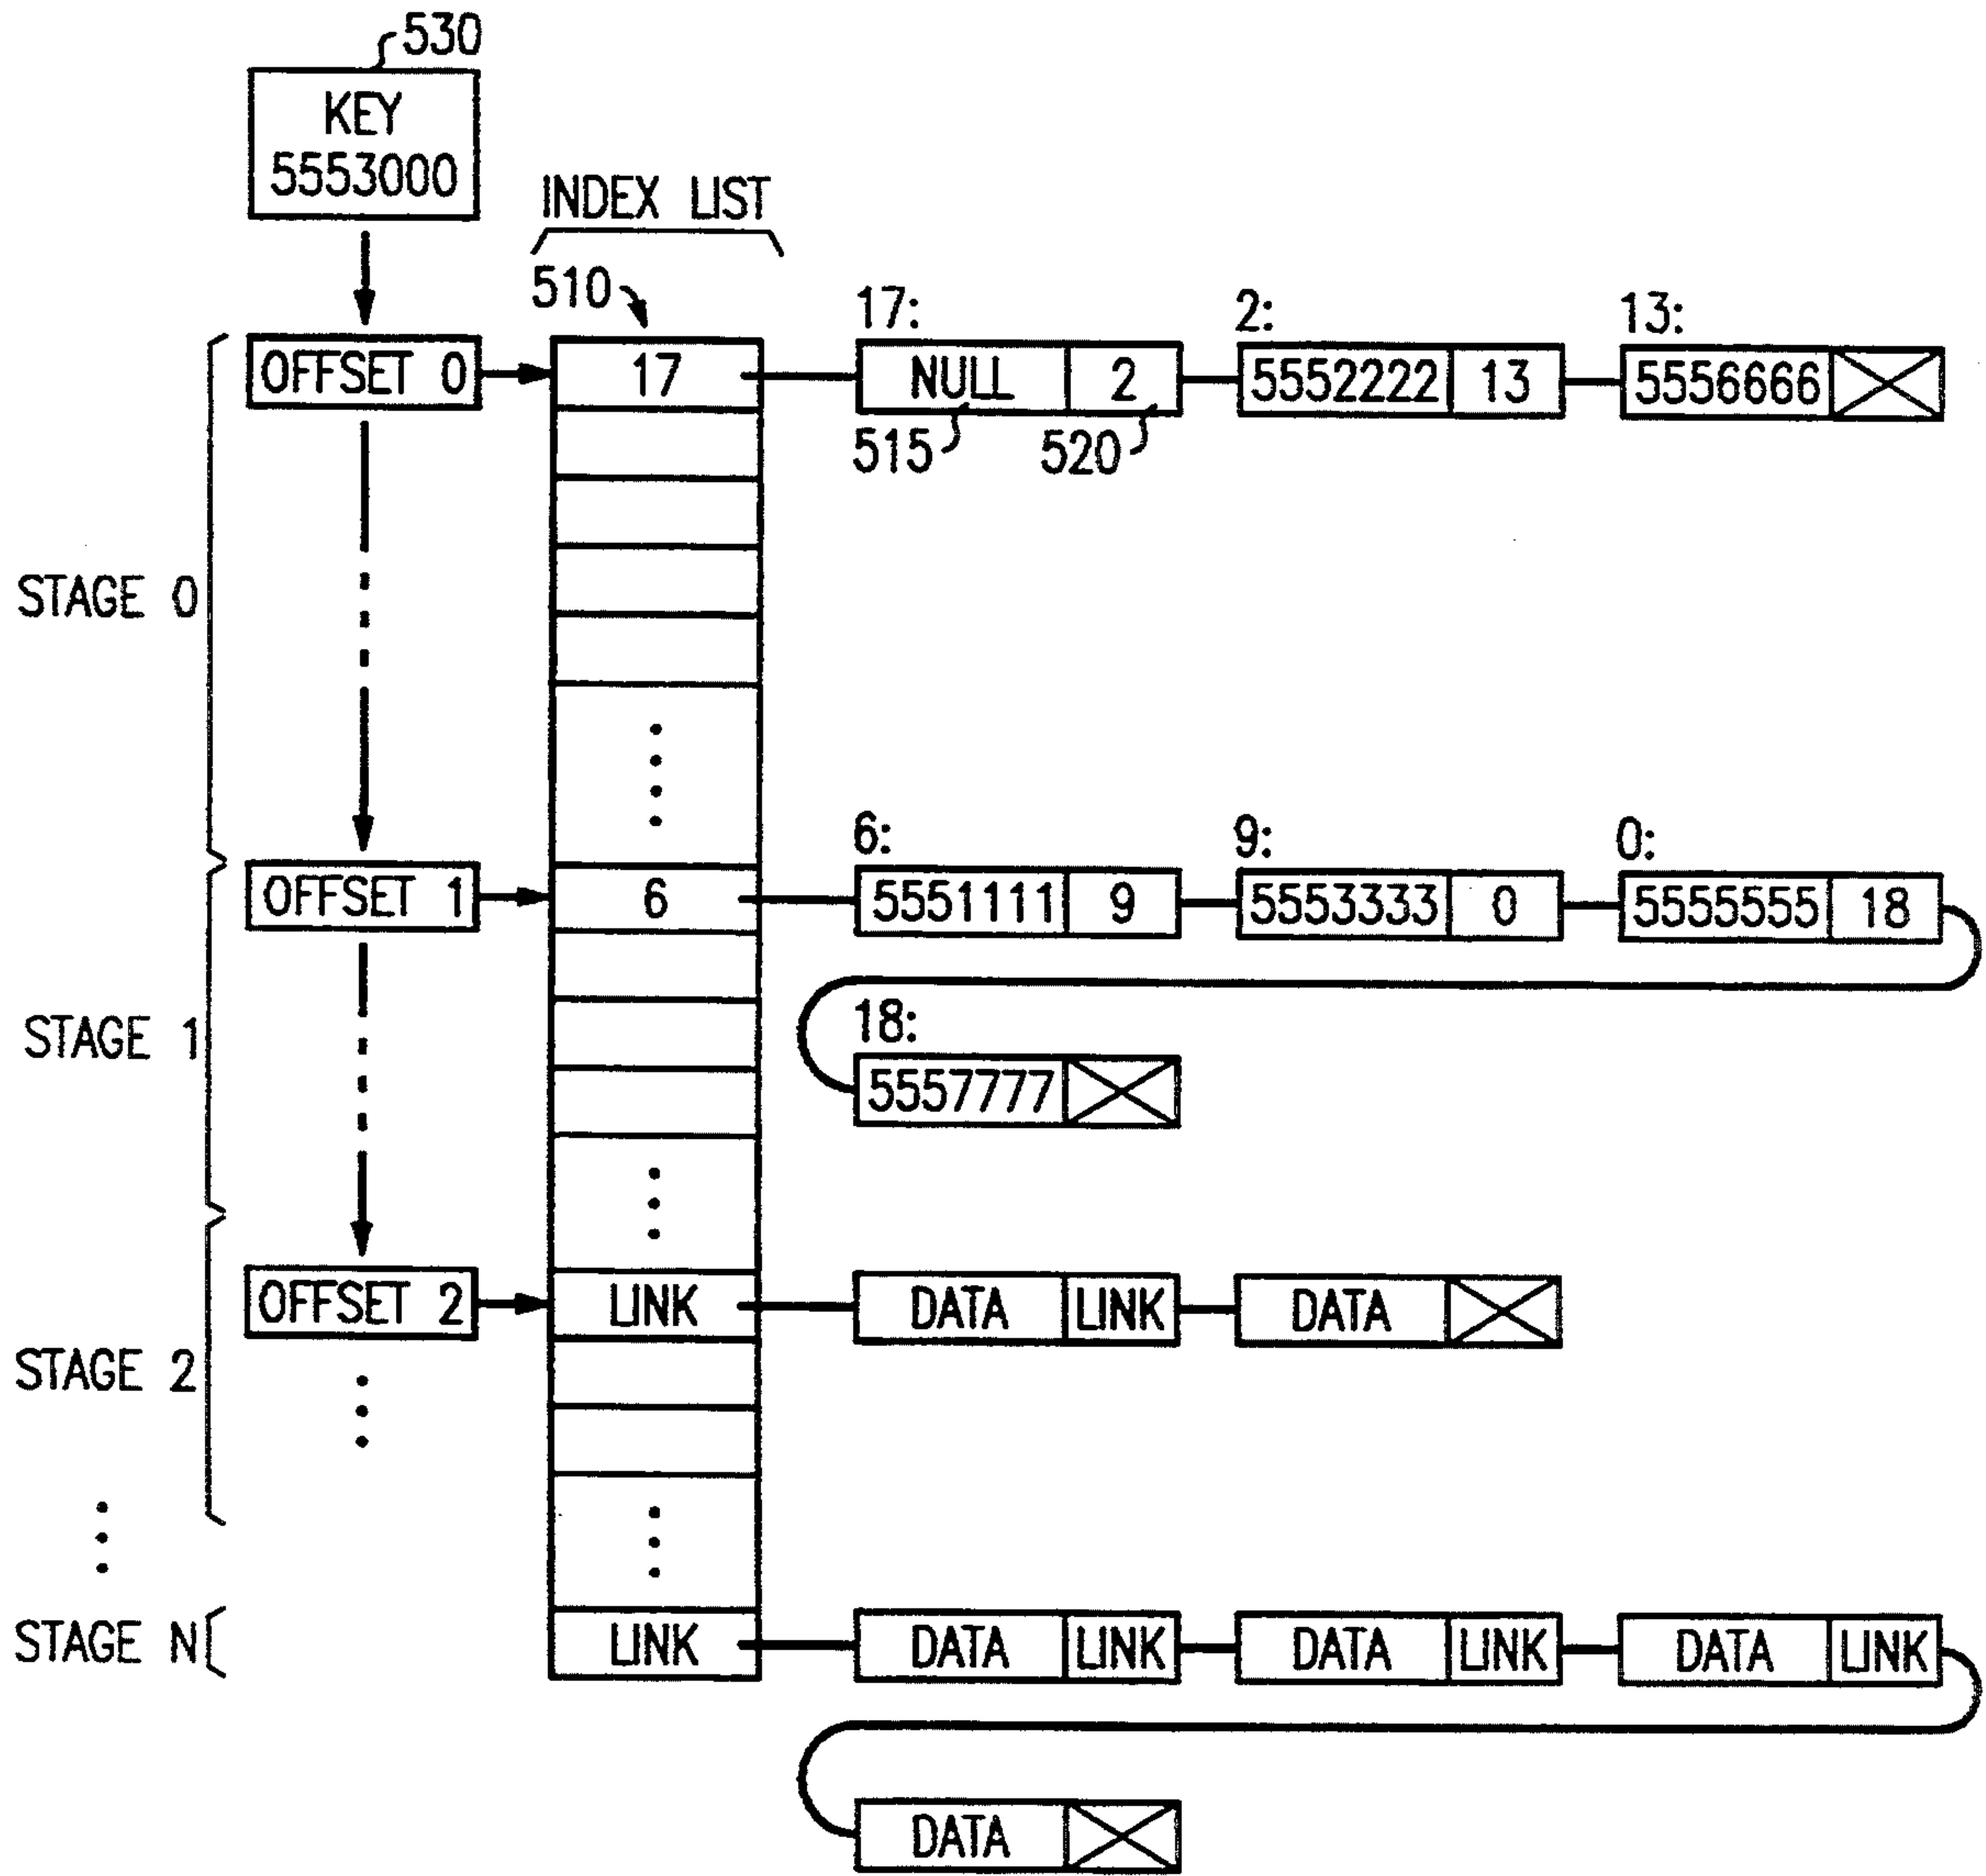 530
KEY
5553000
INDEX LIST
510
17: 2: 13:
OFFSET 0 17 NULL 2 5552222 13 5556666
515 520
STAGE 0
6: 9: 0:
OFFSET 1 6 5551111 9 5553333 0 5555555 18
STAGE 1
18:
5557777
OFFSET 2 LINK DATA LINK DATA
STAGE 2
STAGE N LINK DATA LINK DATA LINK DATA LINK
DATA